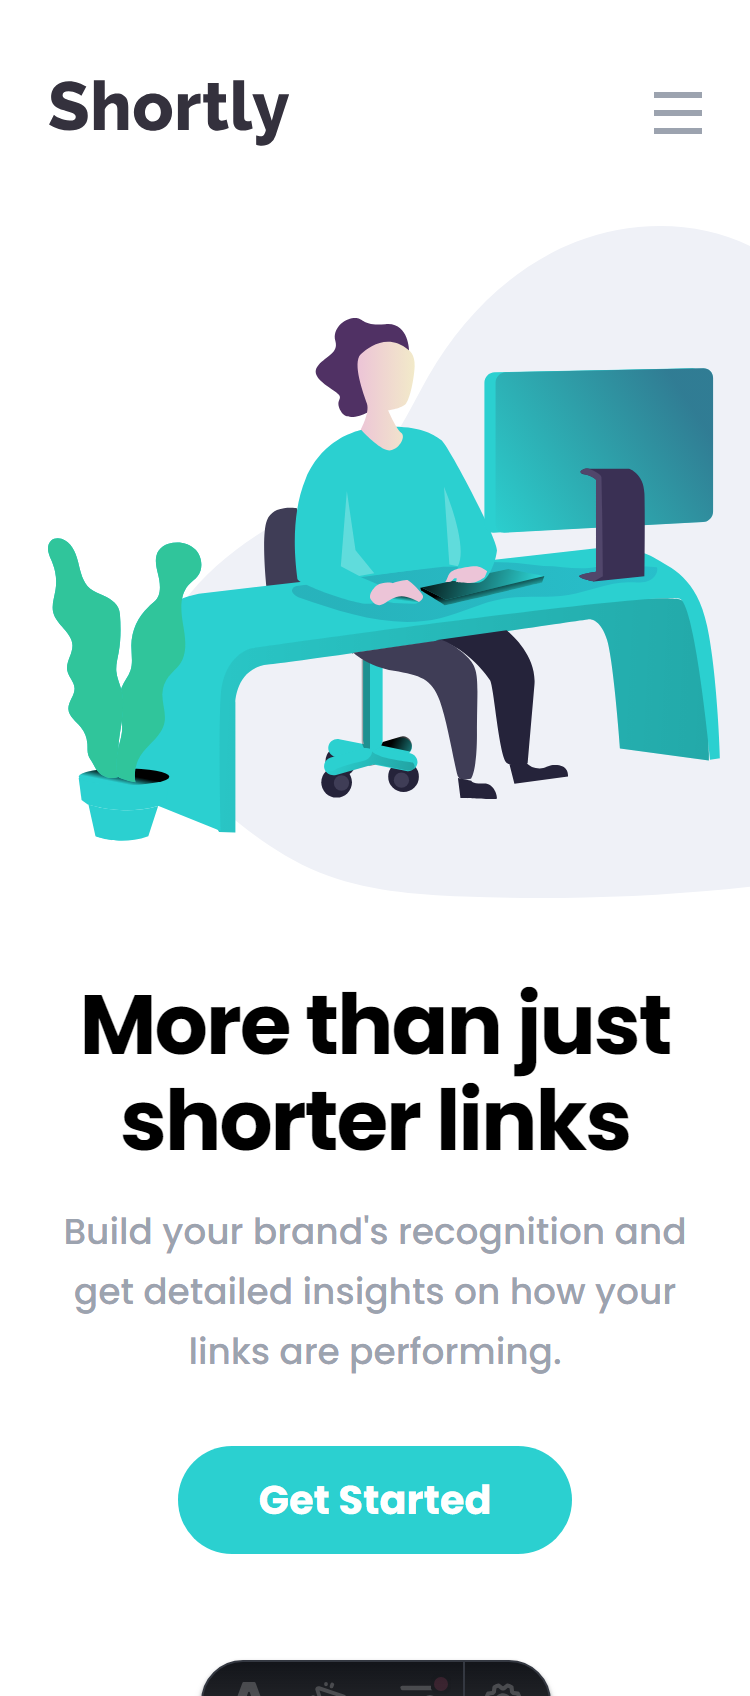 Shortly
More than just
shorter links
Build your brand's recognition and
get detailed insights on how your
links are performing.
Get Started